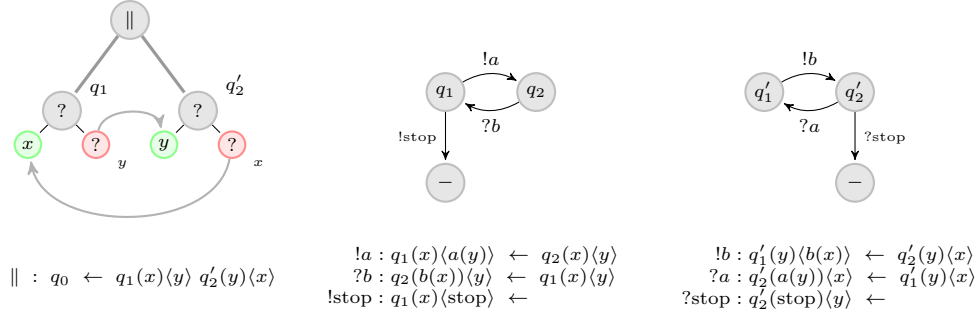 ∥
q₁ q′₂
? ?
x ? y ?
y x
!a
q₁ q₂
?b
!stop
−
!b
q′₁ q′₂
?a
?stop
−
∥ : q₀ ← q₁(x)⟨y⟩ q′₂(y)⟨x⟩
!a : q₁(x)⟨a(y)⟩ ← q₂(x)⟨y⟩
?b : q₂(b(x))⟨y⟩ ← q₁(x)⟨y⟩
!stop : q₁(x)⟨stop⟩ ←
!b : q′₁(y)⟨b(x)⟩ ← q′₂(y)⟨x⟩
?a : q′₂(a(y))⟨x⟩ ← q′₁(y)⟨x⟩
?stop : q′₂(stop)⟨y⟩ ←